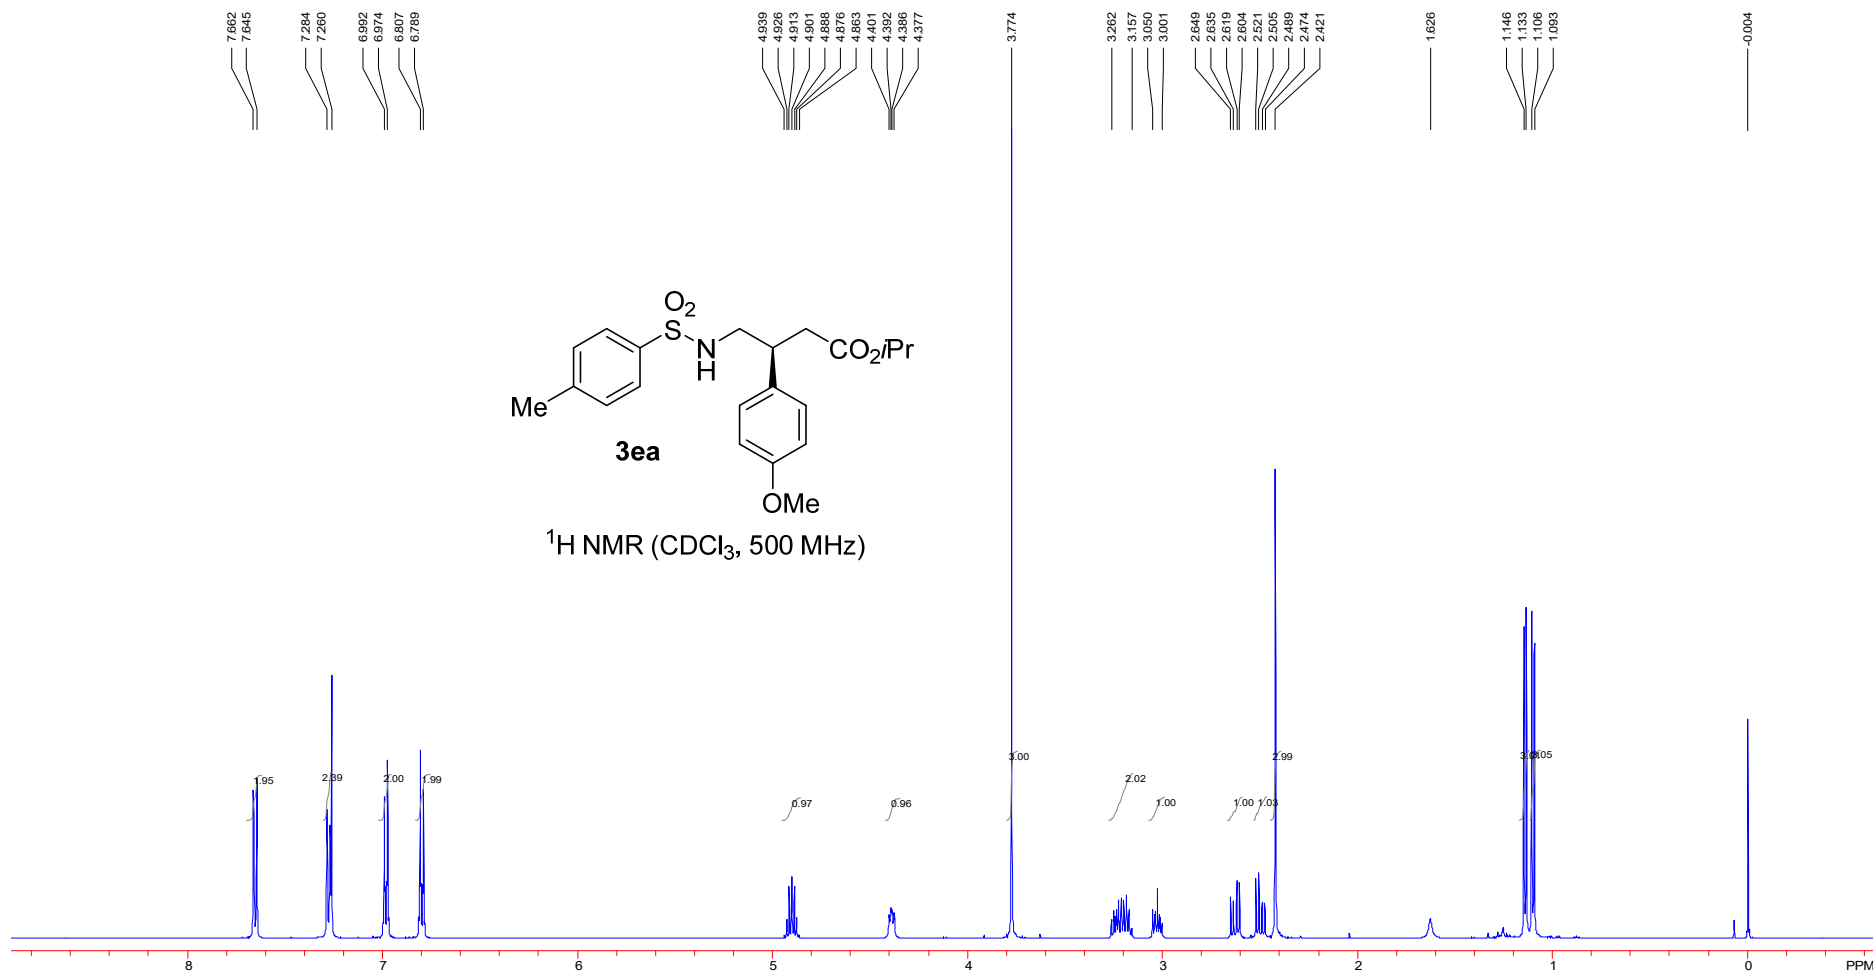 7.662 7.645 7.284 7.260 6.992 6.974 6.807 6.789 4.939 4.926 4.913 4.901 4.888 4.876 4.863 4.401 4.392 4.386 4.377 3.774 3.262 3.157 3.050 3.001 2.649 2.635 2.619 2.604 2.521 2.505 2.489 2.474 2.421 1.626 1.146 1.133 1.106 1.093 -0.004
O2
S
N
H
CO2iPr
Me
3ea
OMe
1H NMR (CDCl3, 500 MHz)
1.95 2.39 2.00 1.99 0.97 0.96 3.00 2.02 1.00 1.00 1.03 2.99 3.05
8 7 6 5 4 3 2 1 0 PPM